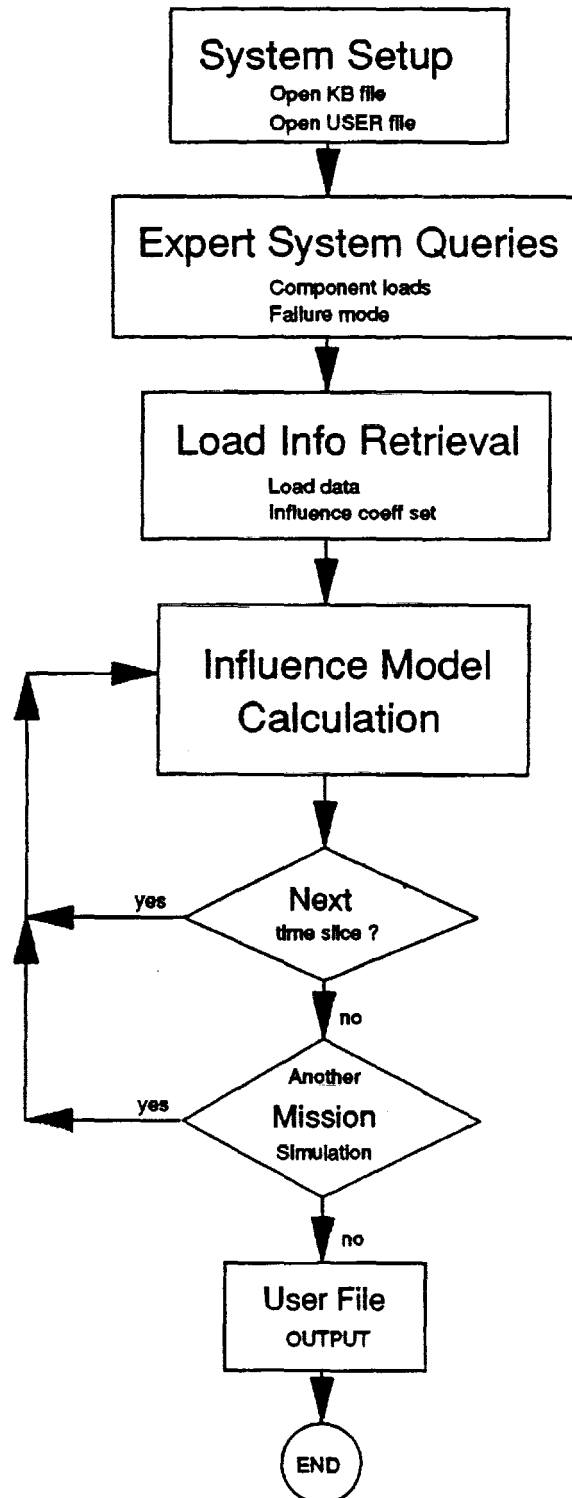 System Setup
Open KB file
Open USER file
Expert System Queries
Component loads
Failure mode
Load Info Retrieval
Load data
Influence coeff set
Influence Model
Calculation
yes
Next
time slice ?
no
Another
yes
Mission
Simulation
no
User File
OUTPUT
END